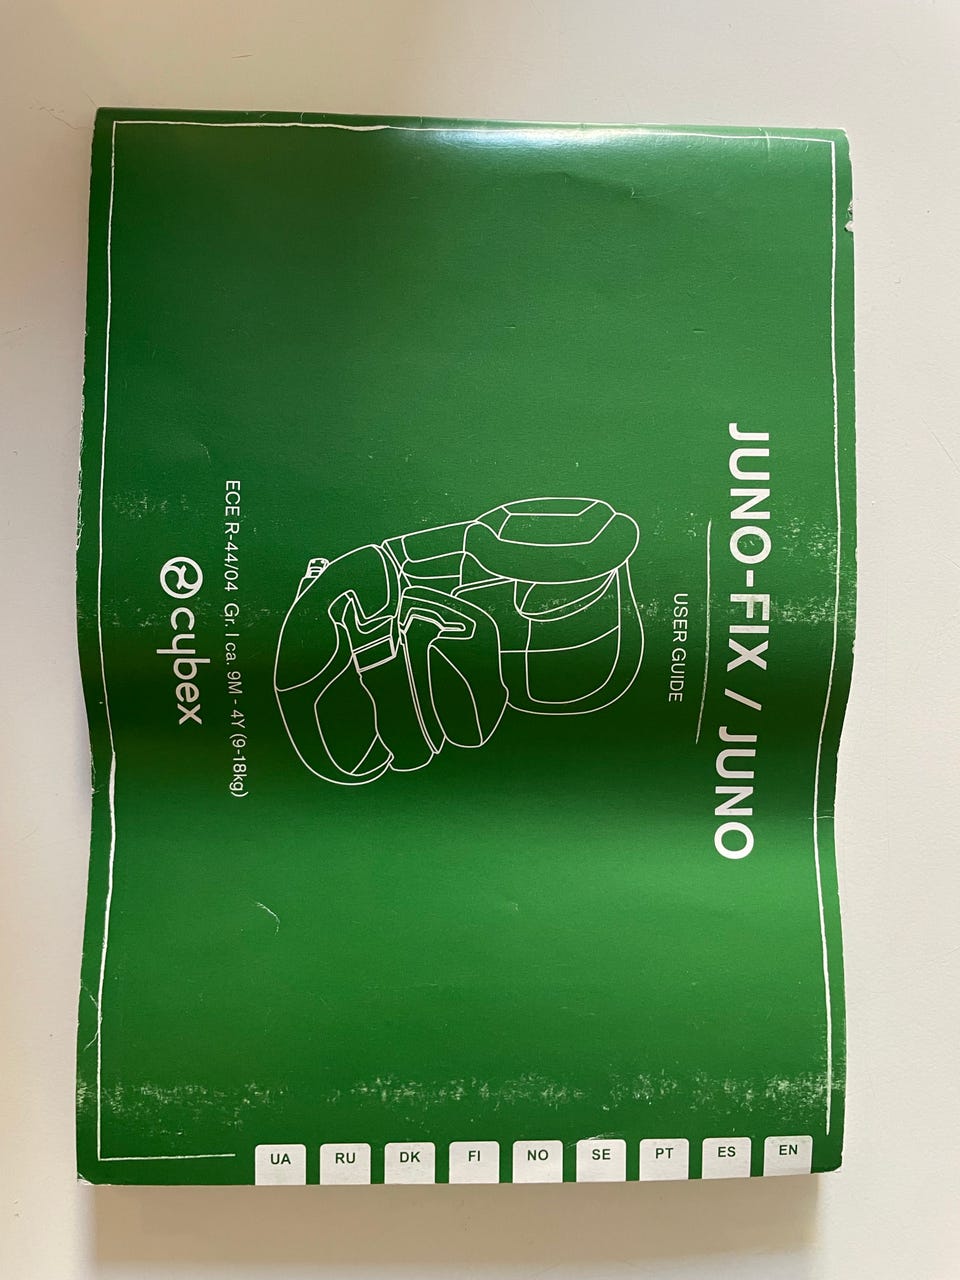 JUNO-FIX / JUNO
USER GUIDE
ECE R-44/04 Gr. I ca. 9M - 4Y (9-18kg)
cybex
EN
ES
PT
SE
NO
FI
DK
RU
UA